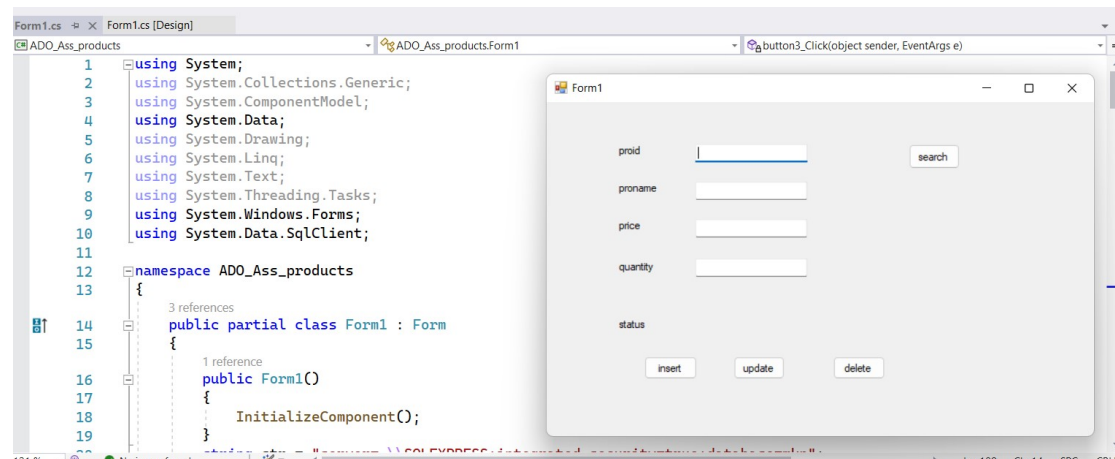 Form1.cs
Form1.cs [Design]
C# ADO_Ass_products
ADO_Ass_products.Form1
button3_Click(object sender, EventArgs e)
1 using System;
2 using System.Collections.Generic;
3 using System.ComponentModel;
4 using System.Data;
5 using System.Drawing;
6 using System.Linq;
7 using System.Text;
8 using System.Threading.Tasks;
9 using System.Windows.Forms;
10 using System.Data.SqlClient;
11
12 namespace ADO_Ass_products
13 {
3 references
14 public partial class Form1 : Form
15 {
1 reference
16 public Form1()
17 {
18 InitializeComponent();
19 }
Form1
proid
search
proname
price
quantity
status
insert update delete